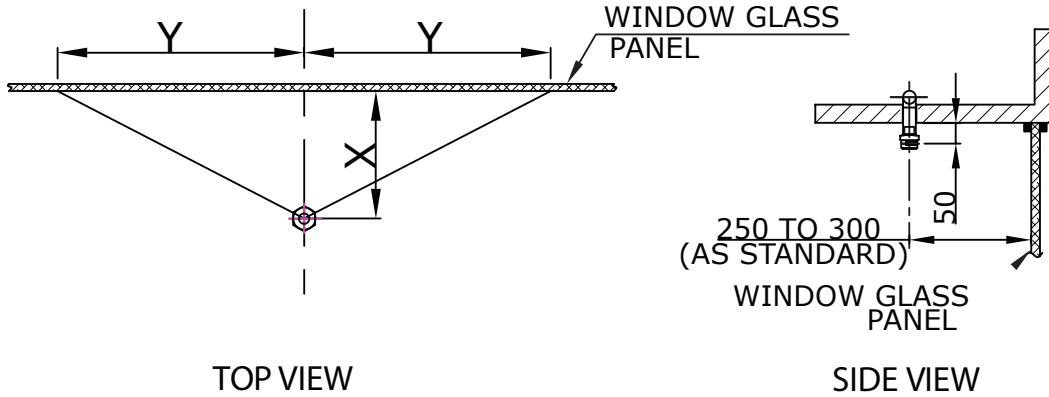 Y
Y
WINDOW GLASS
PANEL
X
TOP VIEW
50
250 TO 300
(AS STANDARD)
WINDOW GLASS
PANEL
SIDE VIEW